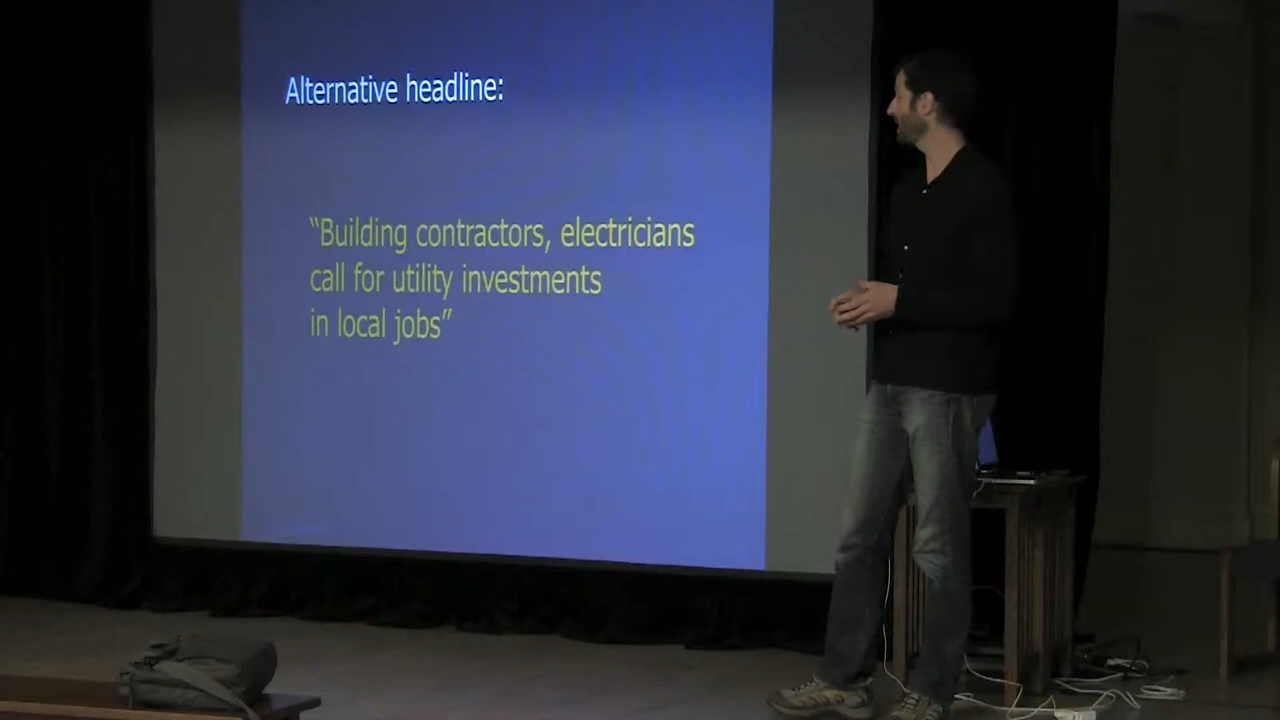 Alternative headline:
“Building contractors, electricians
call for utility investments
in local jobs”